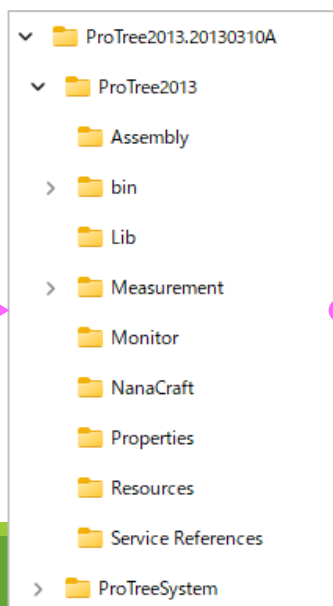 ProTree2013.20130310A
ProTree2013
Assembly
bin
Lib
Measurement
Monitor
NanaCraft
Properties
Resources
Service References
ProTreeSystem